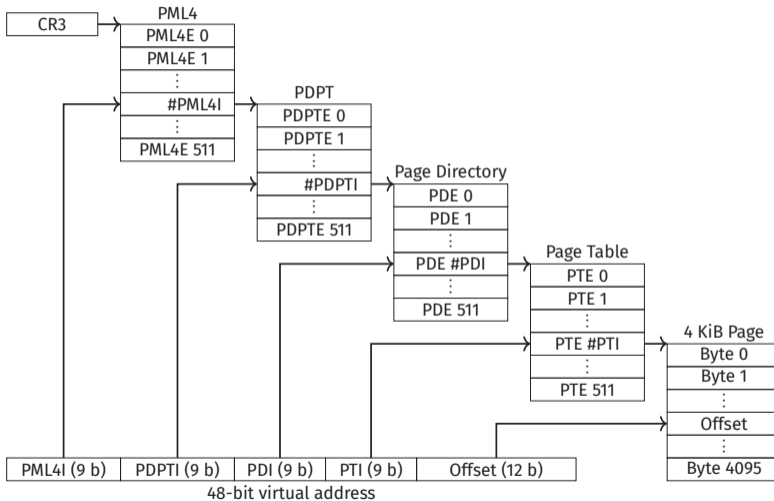 CR3
PML4
PML4E 0
PML4E 1
⋮
#PML4I
⋮
PML4E 511
PDPT
PDPTE 0
PDPTE 1
⋮
#PDPTI
⋮
PDPTE 511
Page Directory
PDE 0
PDE 1
⋮
PDE #PDI
⋮
PDE 511
Page Table
PTE 0
PTE 1
⋮
PTE #PTI
⋮
PTE 511
4 KiB Page
Byte 0
Byte 1
⋮
Offset
⋮
Byte 4095
PML4I (9 b) PDPTI (9 b) PDI (9 b) PTI (9 b) Offset (12 b)
48-bit virtual address